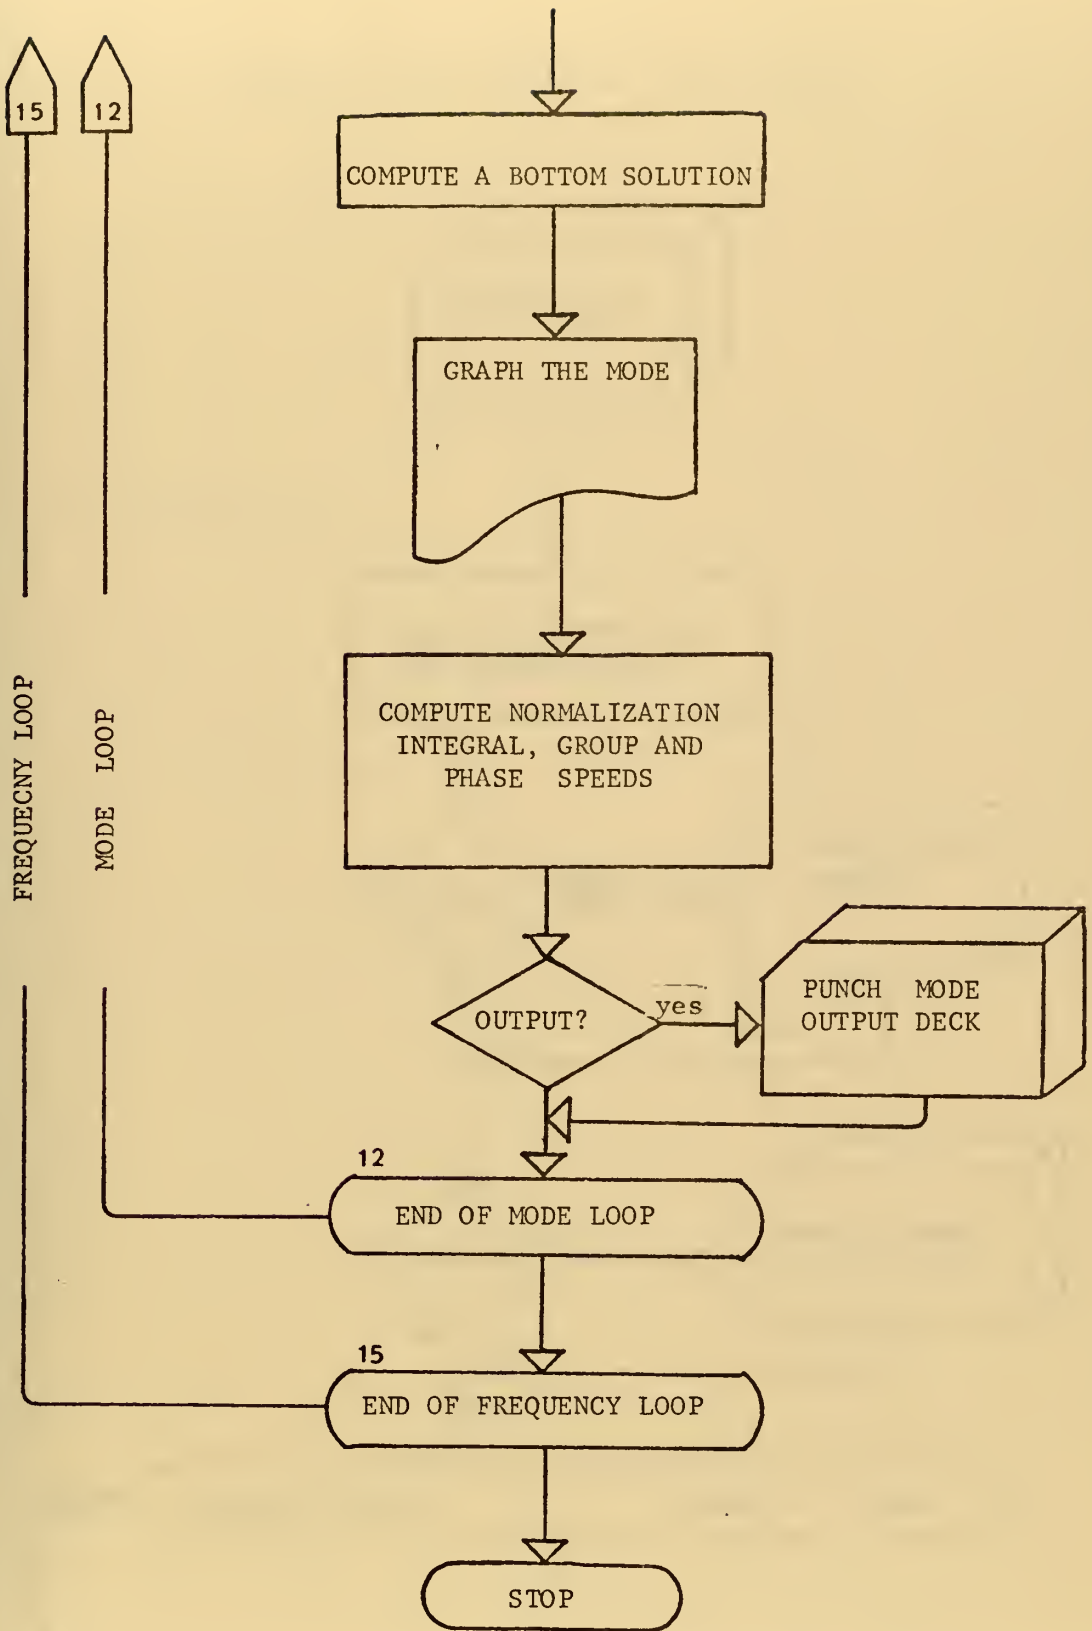 15
12
COMPUTE A BOTTOM SOLUTION
GRAPH THE MODE
FREQUECNY LOOP
MODE LOOP
COMPUTE NORMALIZATION
INTEGRAL, GROUP AND
PHASE SPEEDS
OUTPUT?
yes
PUNCH MODE
OUTPUT DECK
12
END OF MODE LOOP
15
END OF FREQUENCY LOOP
STOP